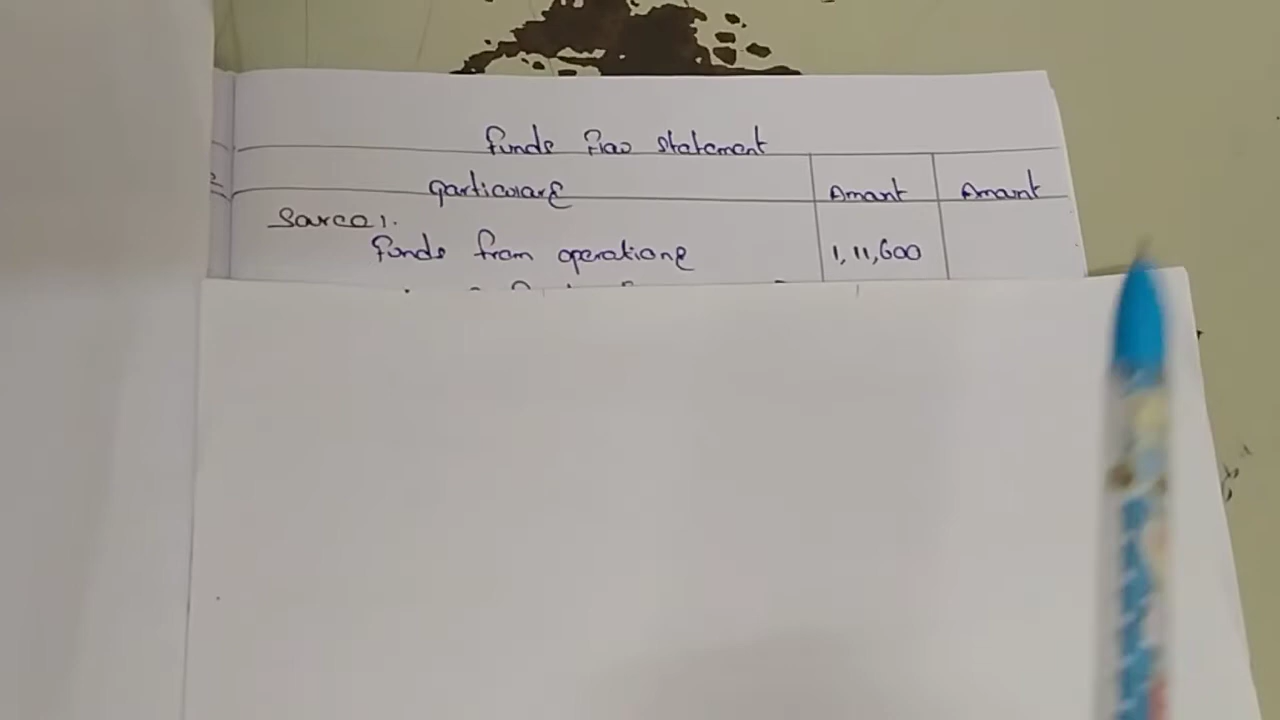 Funds Flow Statement
Particulars Amount Amount
Source:
Funds from operations 1,11,600